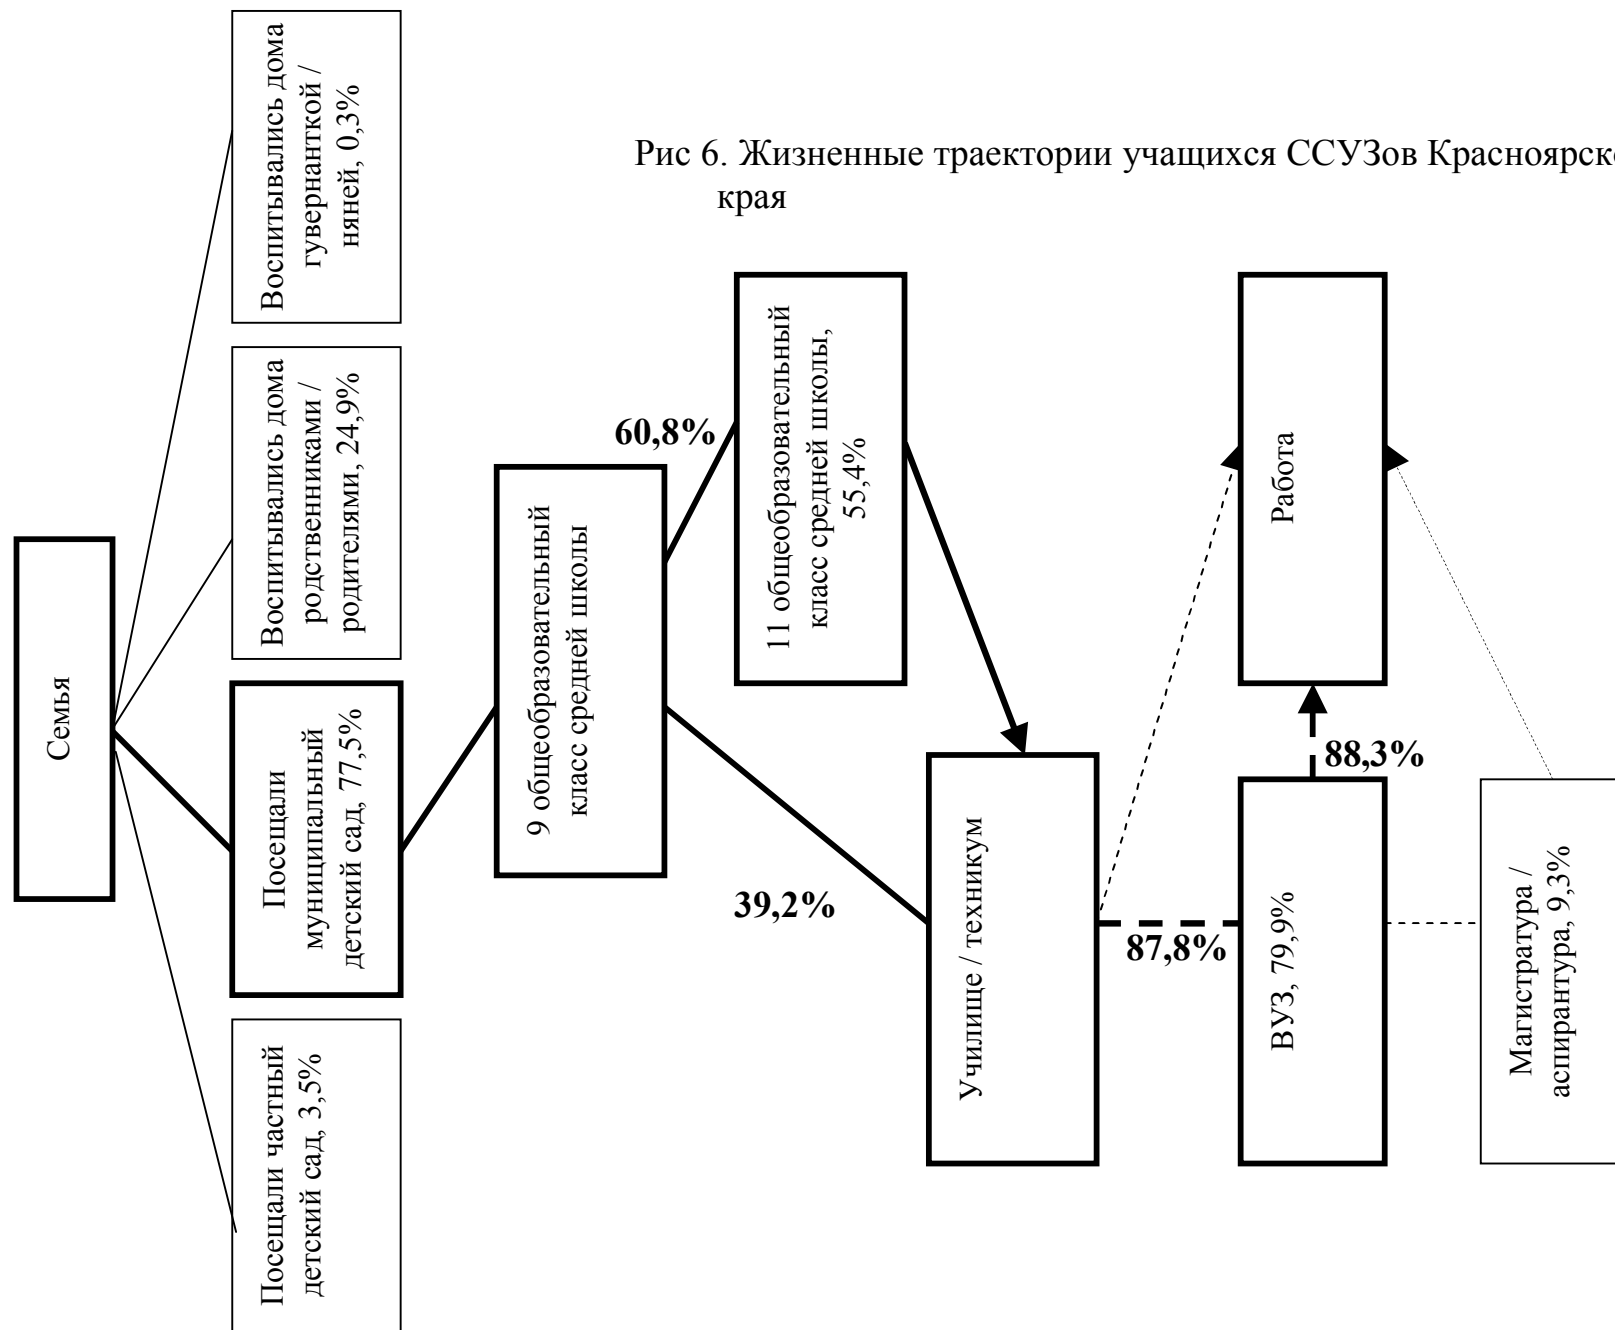 Рис 6. Жизненные траектории учащихся ССУЗов Красноярско
края
Семья
Воспитывались дома
гувернанткой /
няней, 0,3%
Воспитывались дома
родственниками /
родителями, 24,9%
Посещали
муниципальный
детский сад, 77,5%
Посещали частный
детский сад, 3,5%
9 общеобразовательный
класс средней школы
60,8%
39,2%
11 общеобразовательный
класс средней школы,
55,4%
Училище / техникум
87,8%
ВУЗ, 79,9%
88,3%
Работа
Магистратура /
аспирантура, 9,3%